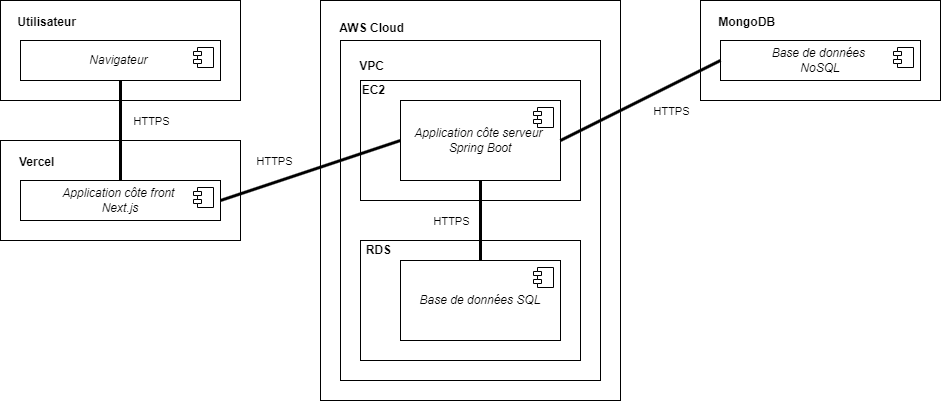 Utilisateur
Navigateur
HTTPS
Vercel
Application côte front
Next.js
HTTPS
AWS Cloud
VPC
EC2
Application côte serveur
Spring Boot
HTTPS
RDS
Base de données SQL
HTTPS
MongoDB
Base de données
NoSQL